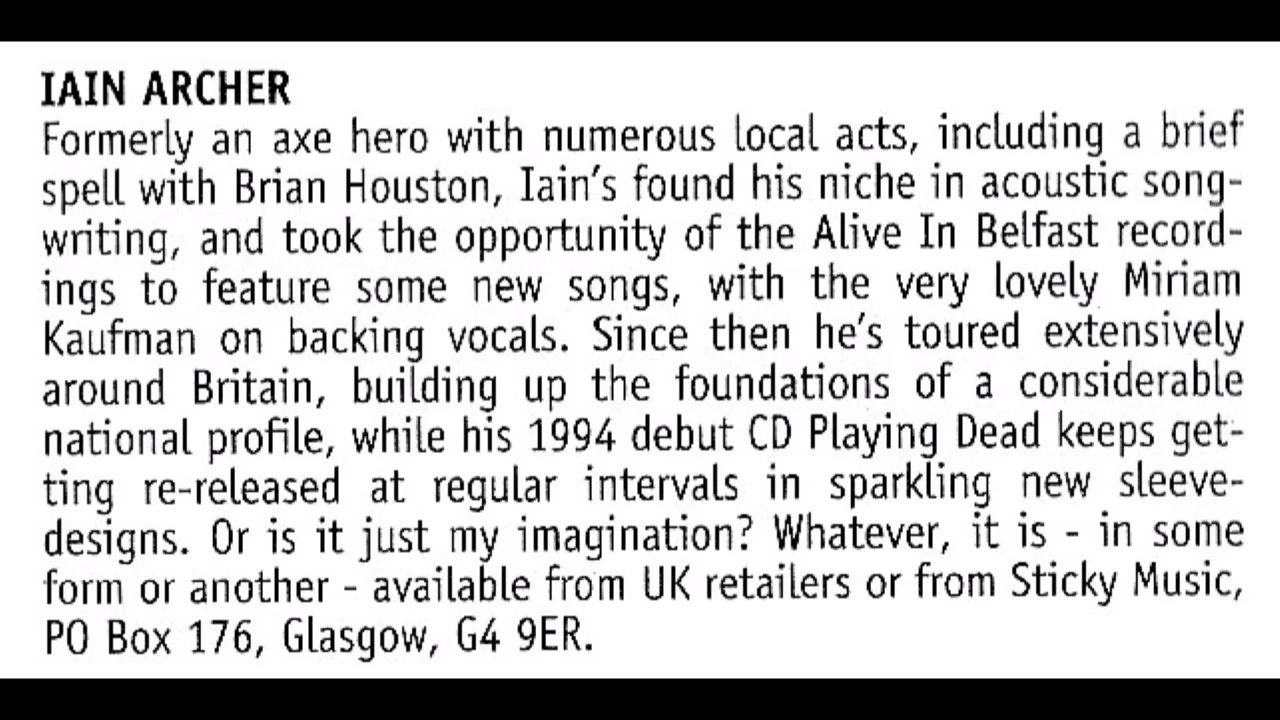 IAIN ARCHER
Formerly an axe hero with numerous local acts, including a brief
spell with Brian Houston, Iain's found his niche in acoustic song-
writing, and took the opportunity of the Alive In Belfast record-
ings to feature some new songs, with the very lovely Miriam
Kaufman on backing vocals. Since then he's toured extensively
around Britain, building up the foundations of a considerable
national profile, while his 1994 debut CD Playing Dead keeps get-
ting re-released at regular intervals in sparkling new sleeve-
designs. Or is it just my imagination? Whatever, it is - in some
form or another - available from UK retailers or from Sticky Music,
PO Box 176, Glasgow, G4 9ER.